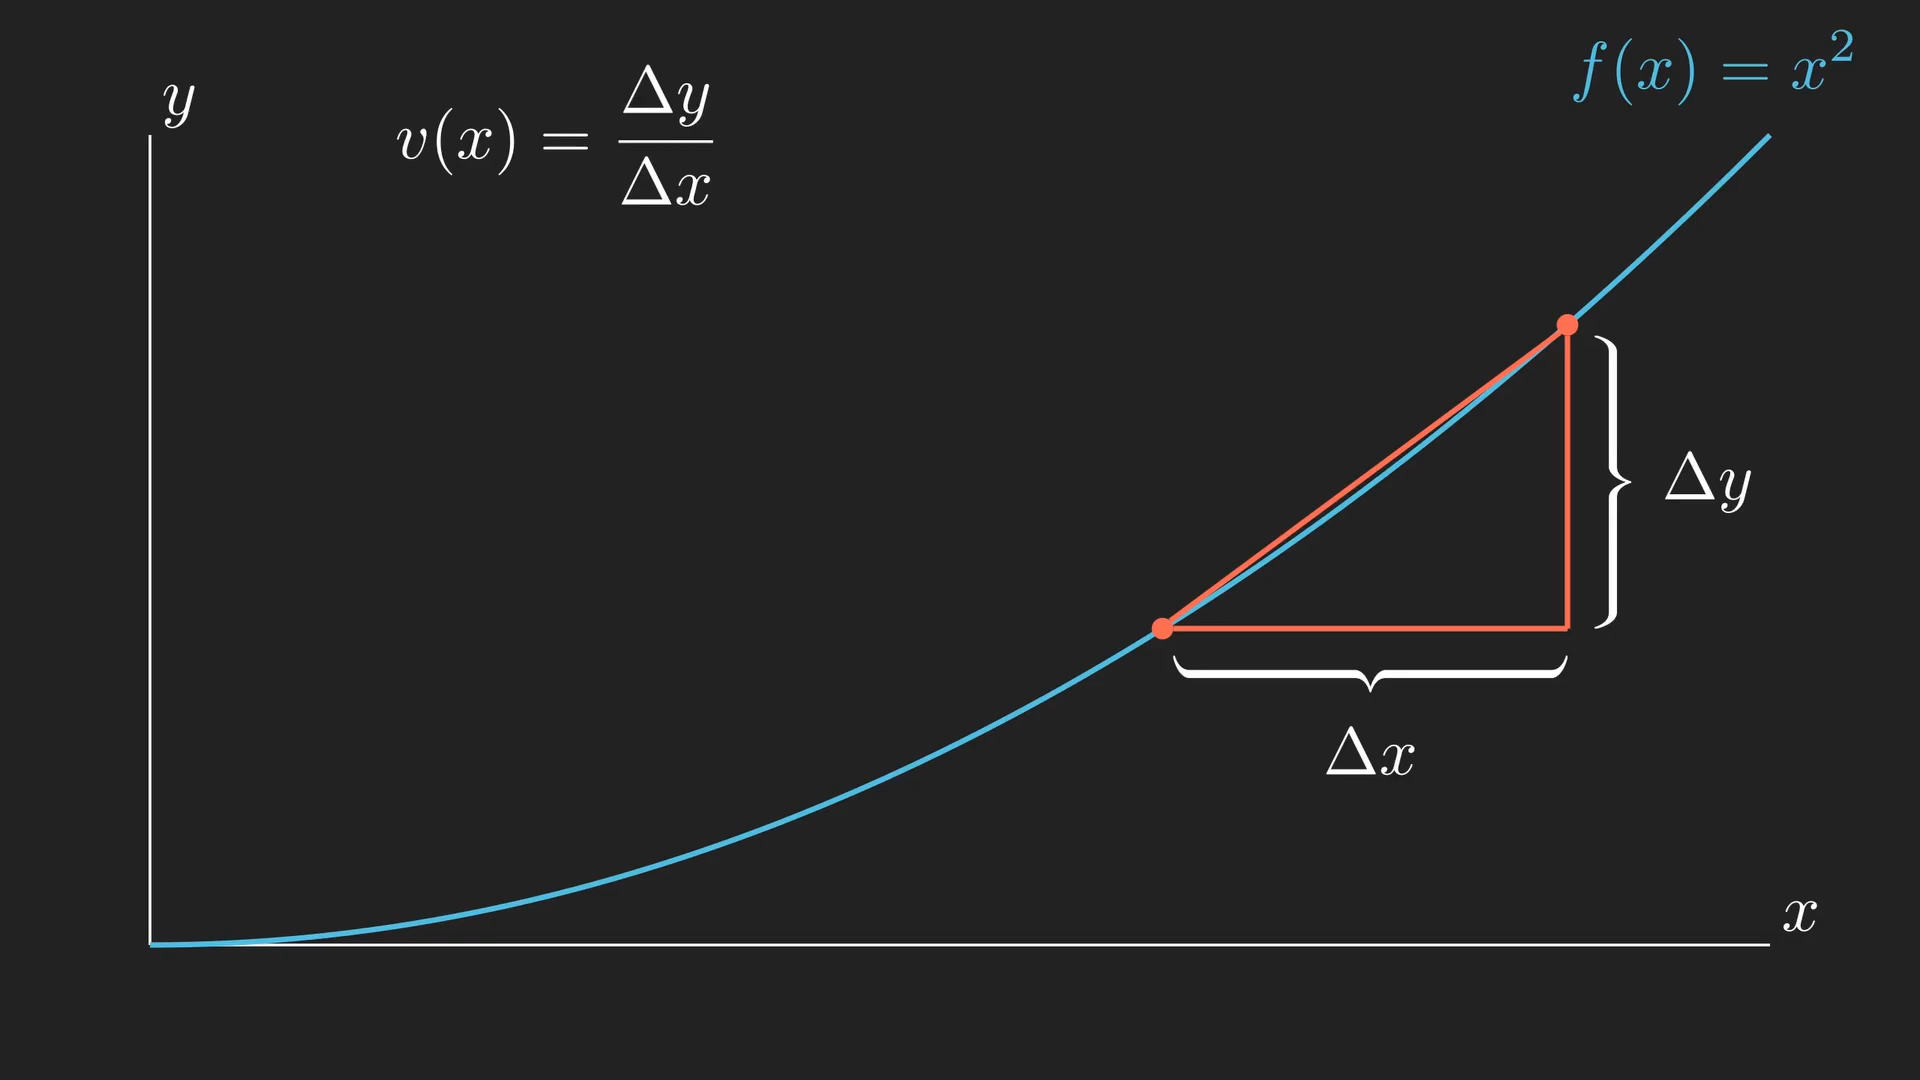 f(x) = x²
y
v(x) = Δy/Δx
Δy
Δx
x